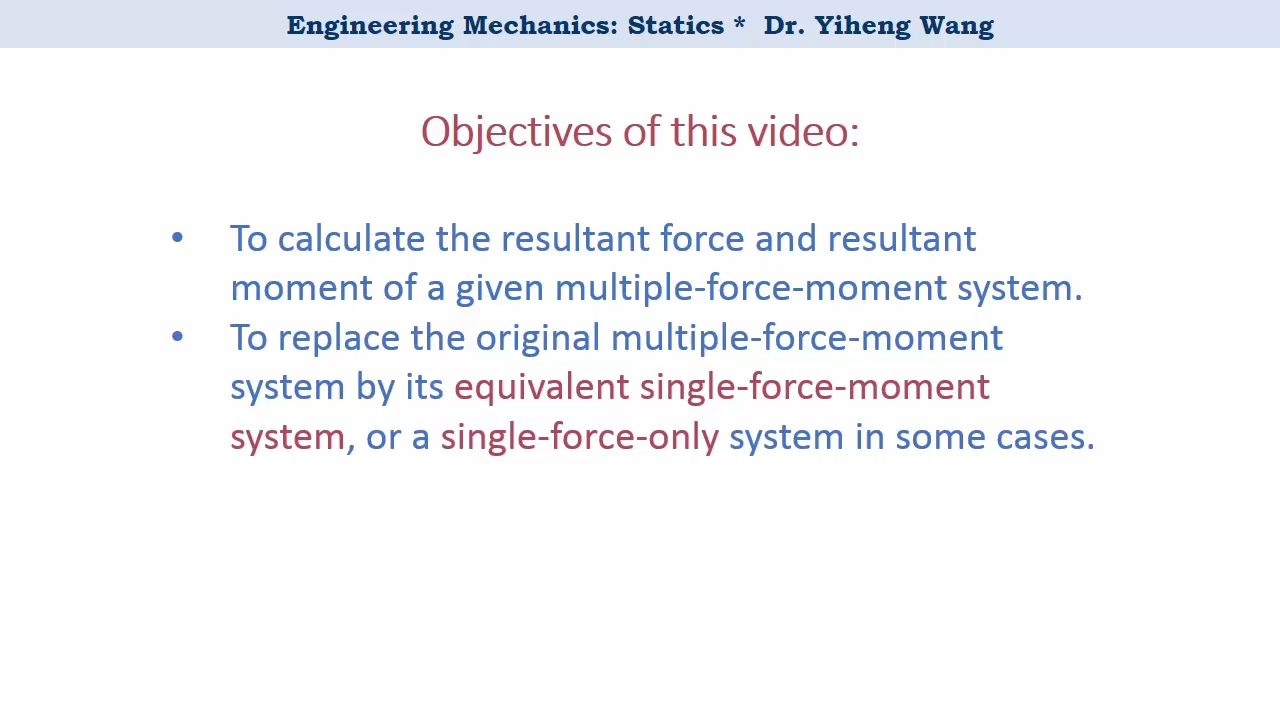 Engineering Mechanics: Statics *  Dr. Yiheng Wang
Objectives of this video:
• To calculate the resultant force and resultant
moment of a given multiple-force-moment system.
• To replace the original multiple-force-moment
system by its equivalent single-force-moment
system, or a single-force-only system in some cases.